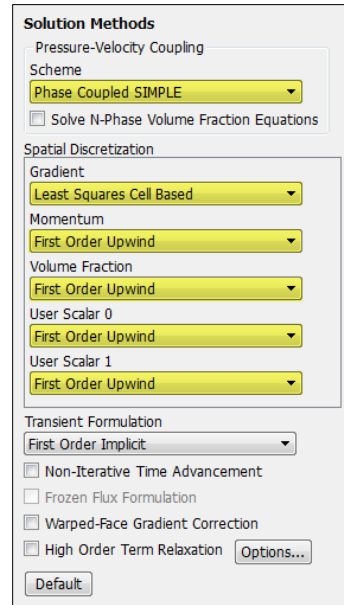 Solution Methods
Pressure-Velocity Coupling
Scheme
Phase Coupled SIMPLE
Solve N-Phase Volume Fraction Equations
Spatial Discretization
Gradient
Least Squares Cell Based
Momentum
First Order Upwind
Volume Fraction
First Order Upwind
User Scalar 0
First Order Upwind
User Scalar 1
First Order Upwind
Transient Formulation
First Order Implicit
Non-Iterative Time Advancement
Frozen Flux Formulation
Warped-Face Gradient Correction
High Order Term Relaxation Options...
Default